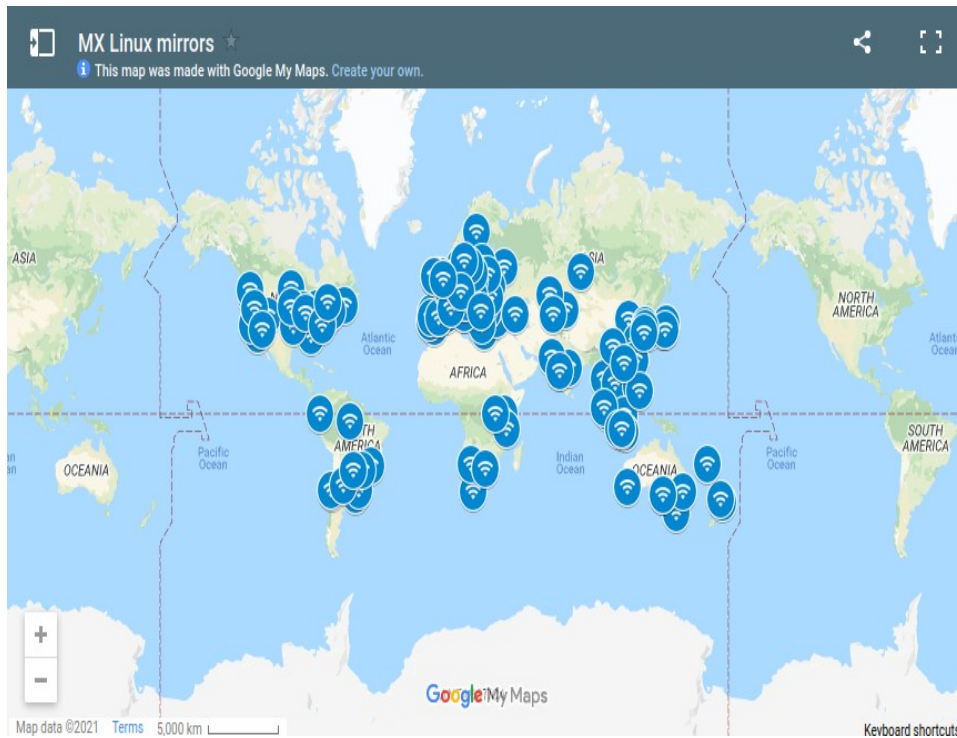 MX Linux mirrors
This map was made with Google My Maps. Create your own.
ASIA
NORTH
AMERICA
Atlantic
Ocean
Atlantic
Ocean
AFRICA
AMERICA
SOUTH
AMERICA
OCEANIA
Pacific
Ocean
Indian
Ocean
OCEANIA
Pacific
Ocean
+
−
Google My Maps
Map data ©2021 Terms 5,000 km
Keyboard shortcuts